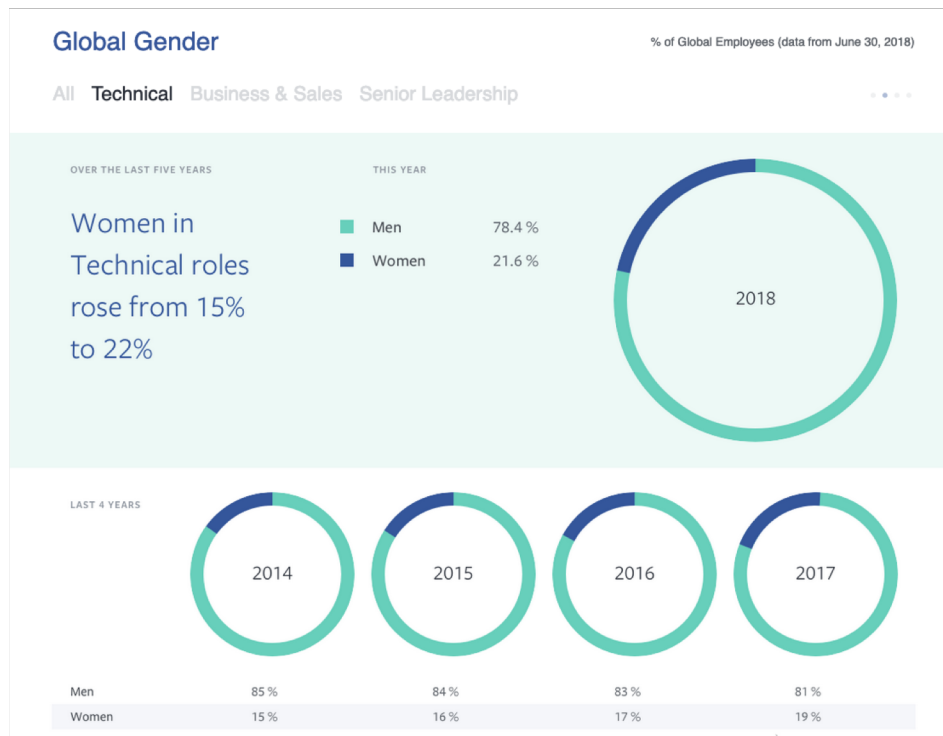 Global Gender
% of Global Employees (data from June 30, 2018)
All Technical Business & Sales Senior Leadership
OVER THE LAST FIVE YEARS
Women in
Technical roles
rose from 15%
to 22%
THIS YEAR
Men 78.4 %
Women 21.6 %
2018
LAST 4 YEARS
2014 2015 2016 2017
Men 85 % 84 % 83 % 81 %
Women 15 % 16 % 17 % 19 %